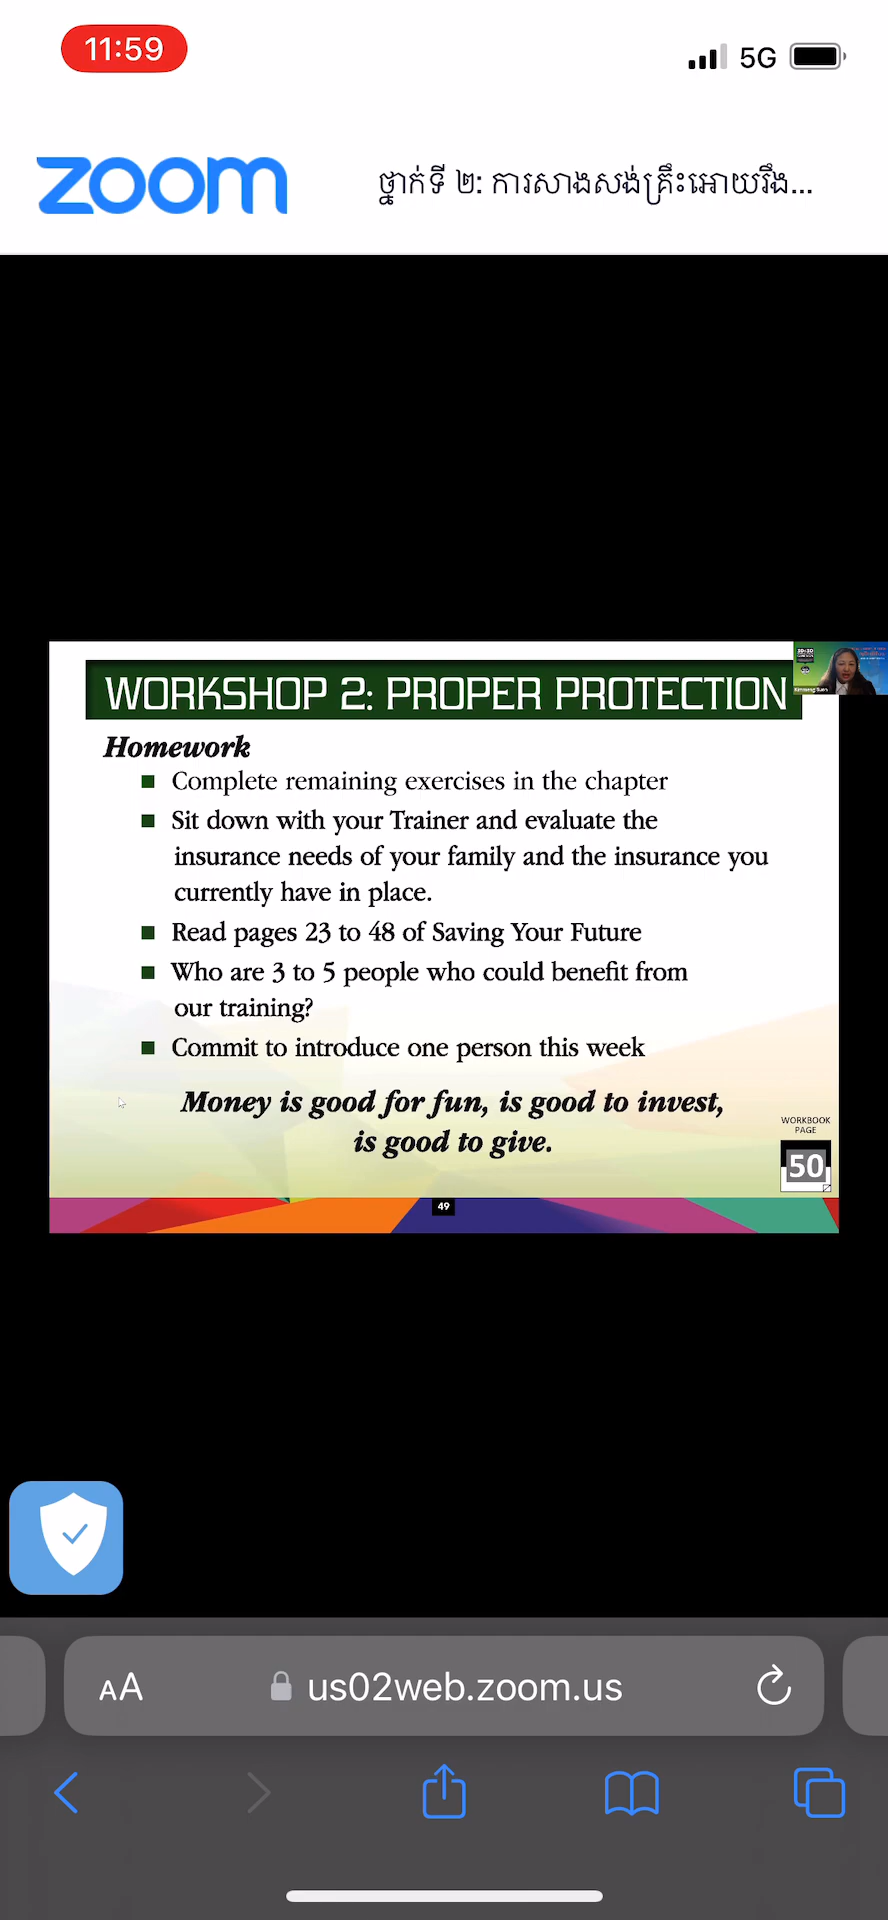 11:59
5G
zoom
ថ្នាក់ទី ២: ការសាងសង់គ្រឹះអោយរឹង...
WORKSHOP 2: PROPER PROTECTION
Homework
Complete remaining exercises in the chapter
Sit down with your Trainer and evaluate the
insurance needs of your family and the insurance you
currently have in place.
Read pages 23 to 48 of Saving Your Future
Who are 3 to 5 people who could benefit from
our training?
Commit to introduce one person this week
Money is good for fun, is good to invest,
is good to give.
WORKBOOK
PAGE
50
49
AA
us02web.zoom.us